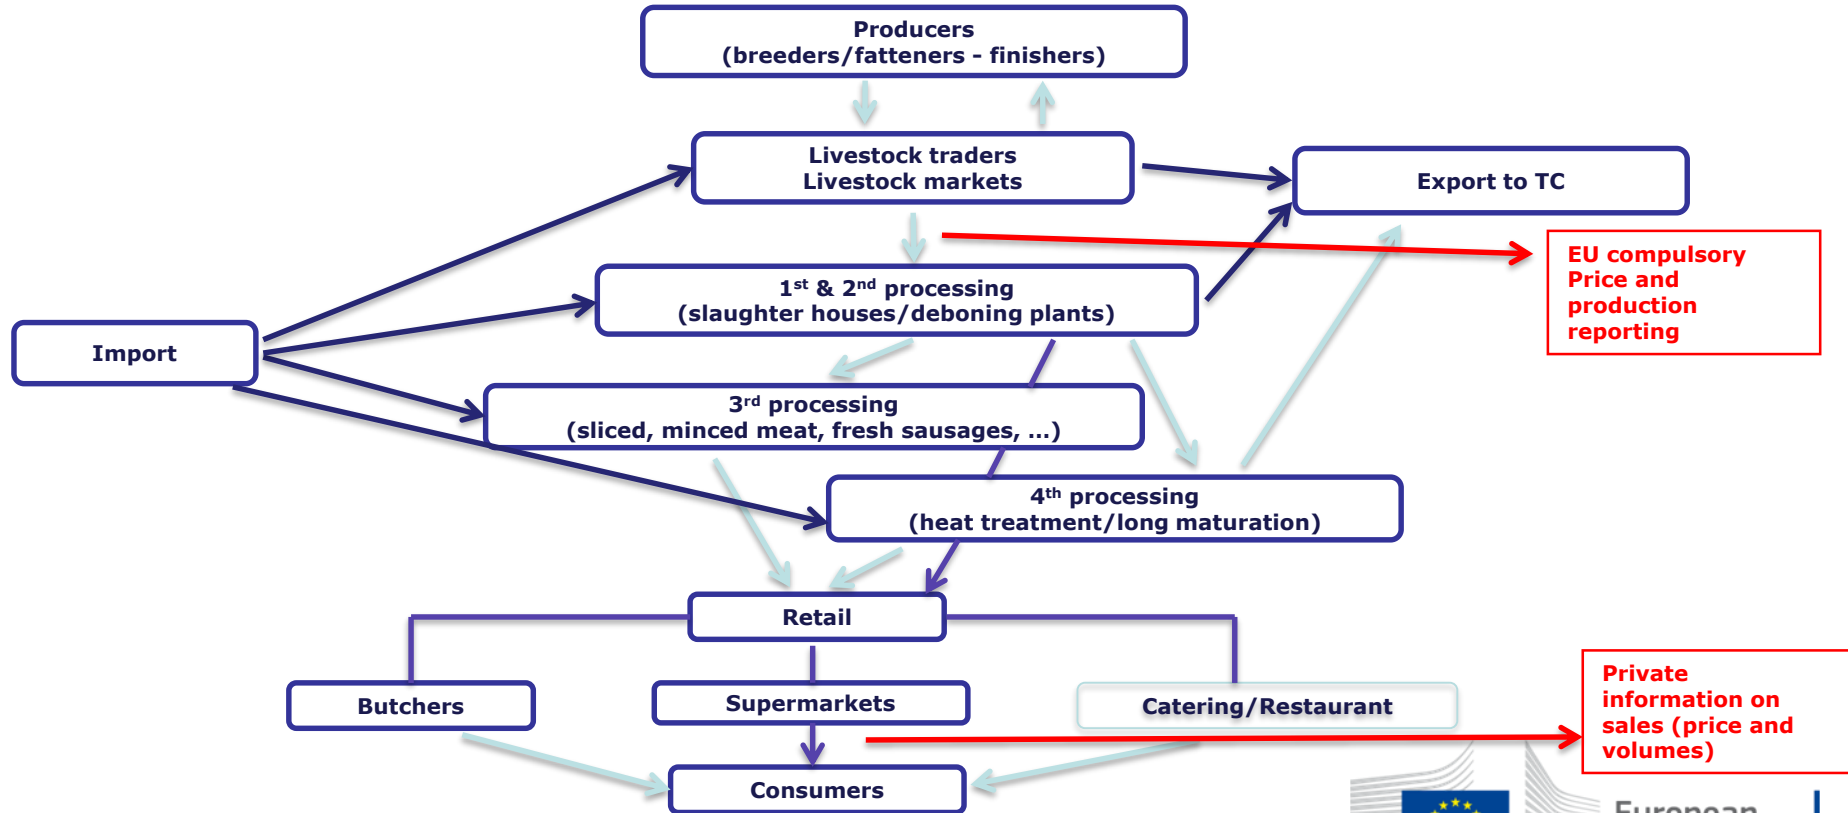 Producers
(breeders/fatteners - finishers)
Livestock traders
Livestock markets
Export to TC
EU compulsory
Price and
production
reporting
1st & 2nd processing
(slaughter houses/deboning plants)
Import
3rd processing
(sliced, minced meat, fresh sausages, ...)
4th processing
(heat treatment/long maturation)
Retail
Butchers
Supermarkets
Catering/Restaurant
Private
information on
sales (price and
volumes)
Consumers
European